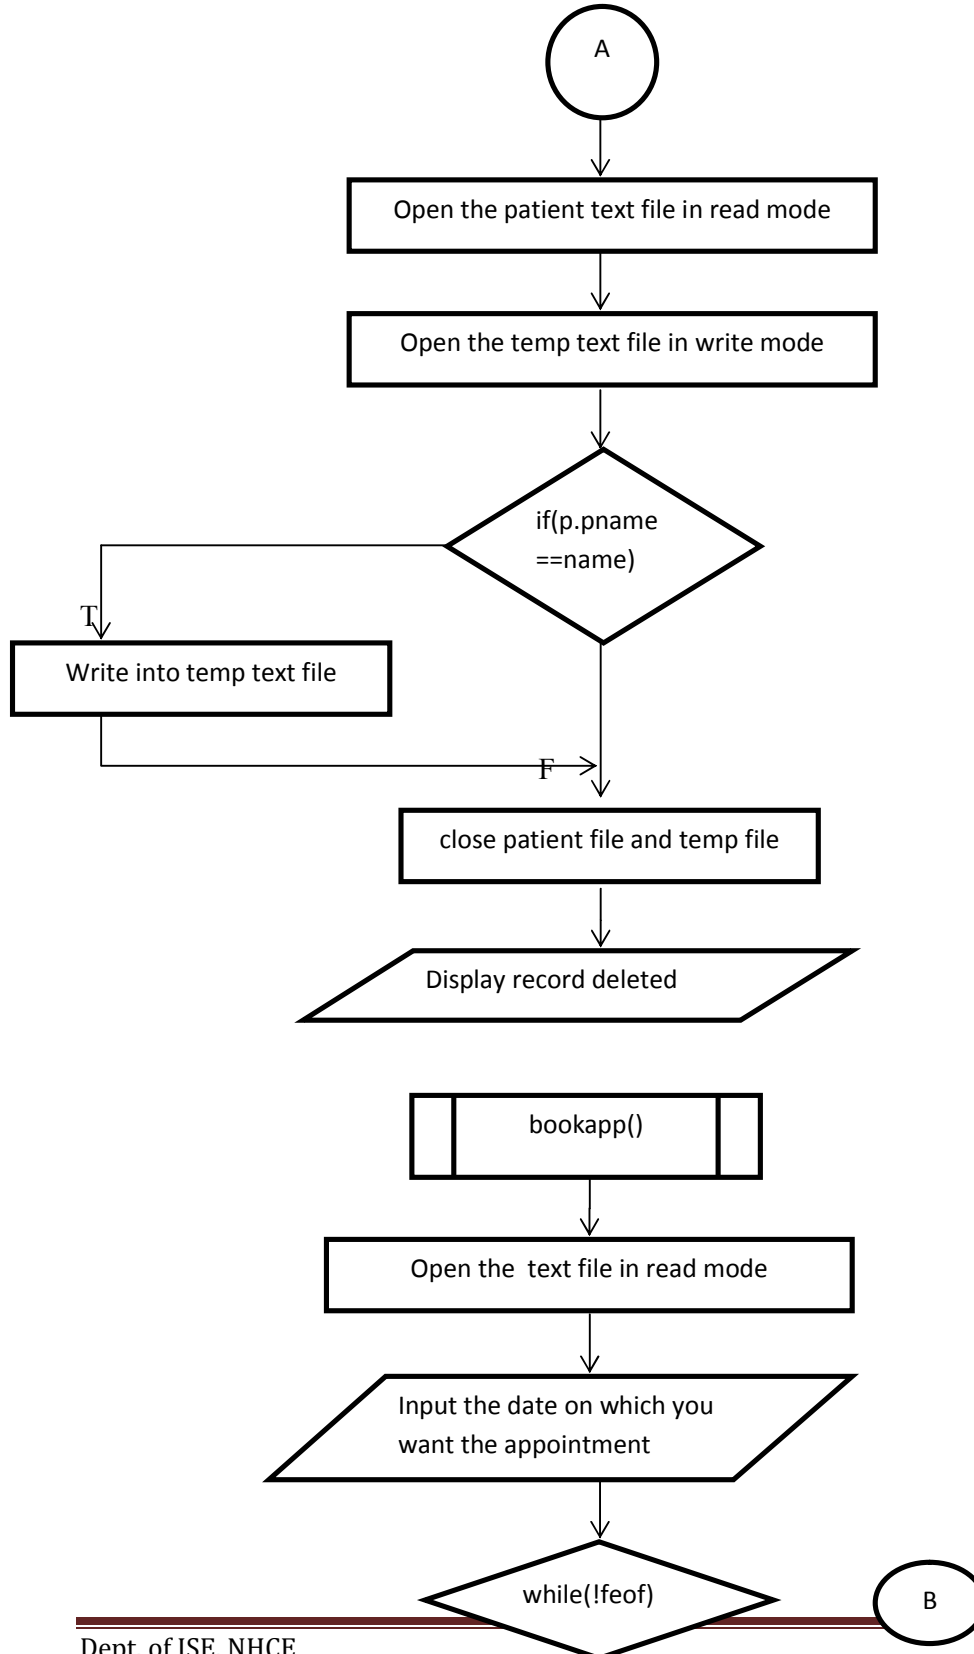 A
Open the patient text file in read mode
Open the temp text file in write mode
if(p.pname
==name)
T
Write into temp text file
F
close patient file and temp file
Display record deleted
bookapp()
Open the  text file in read mode
Input the date on which you
want the appointment
while(!feof)
B
Dept. of ISE, NHCE